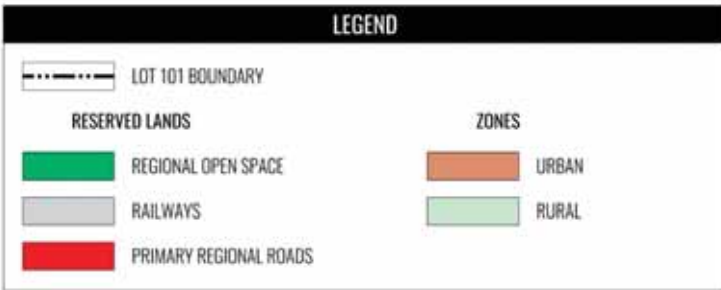 LEGEND
LOT 101 BOUNDARY
RESERVED LANDS
REGIONAL OPEN SPACE
RAILWAYS
PRIMARY REGIONAL ROADS
ZONES
URBAN
RURAL